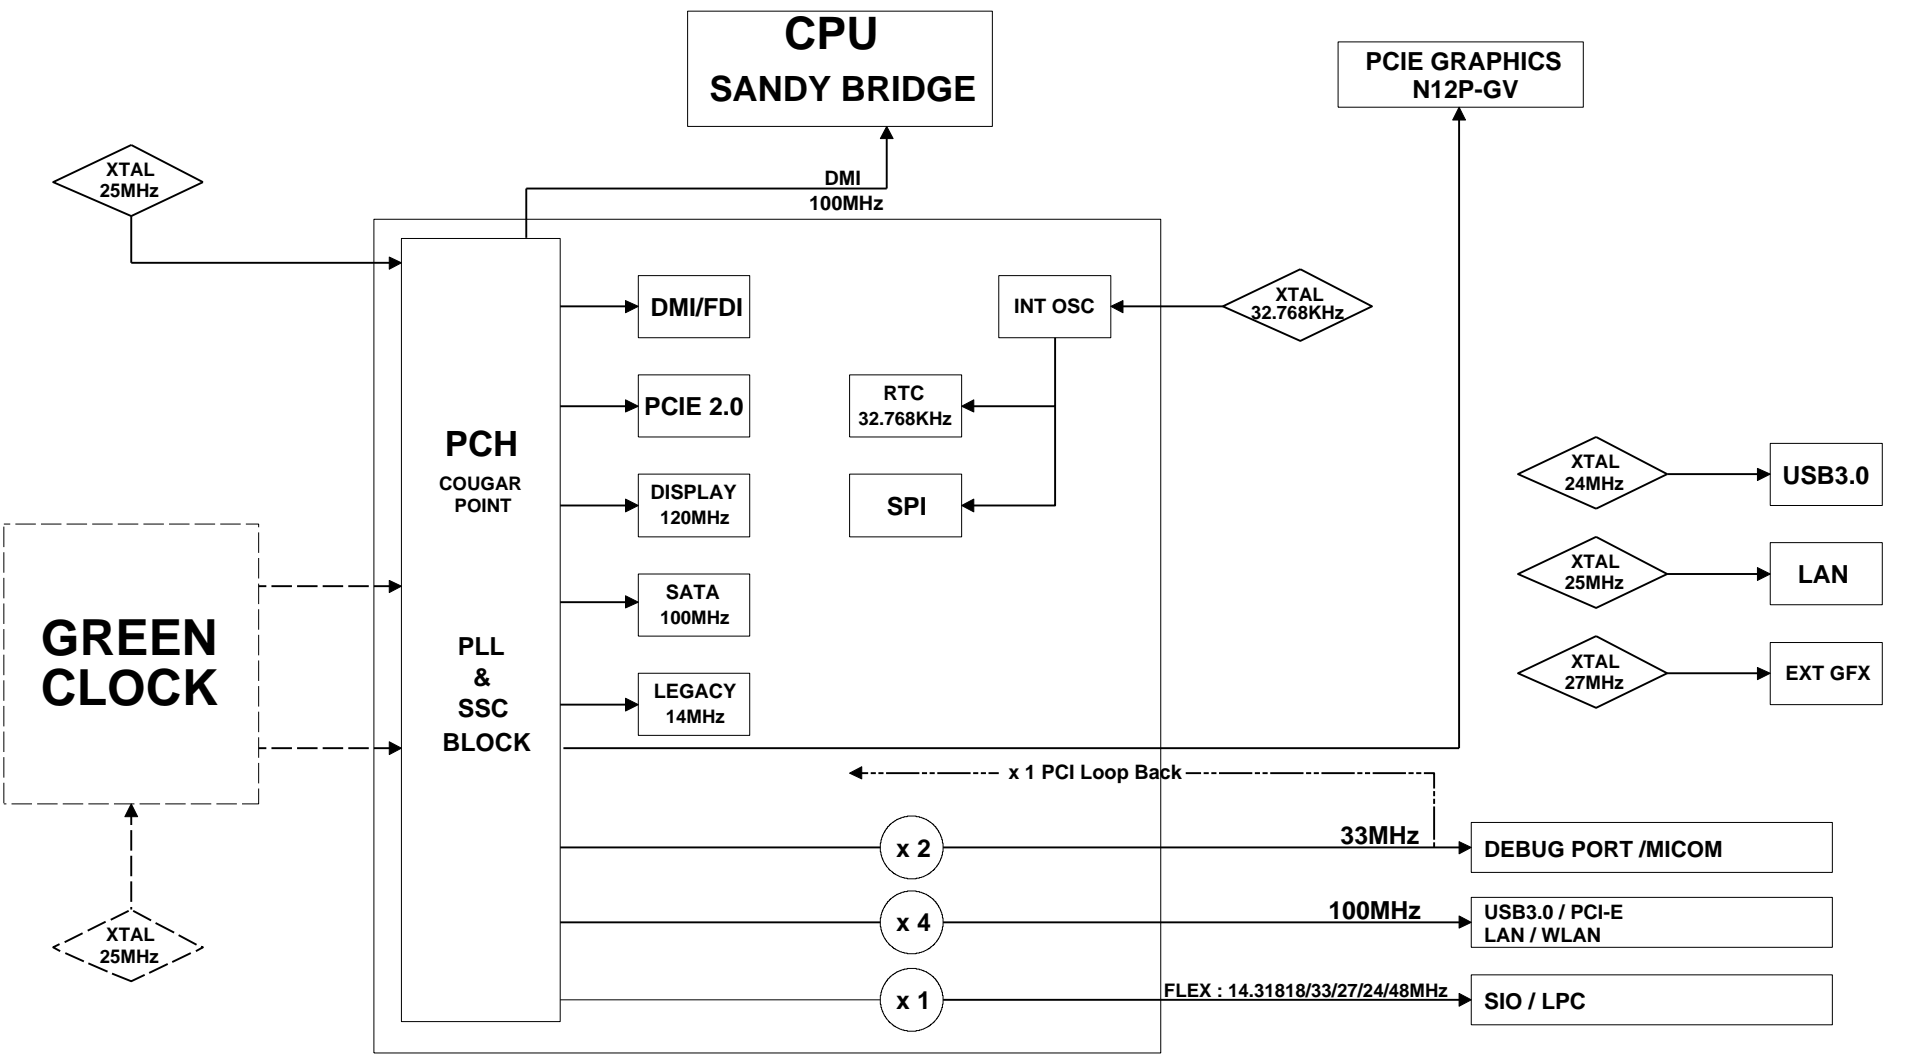 CPU
SANDY BRIDGE
PCIE GRAPHICS
N12P-GV
XTAL
25MHz
DMI
100MHz
DMI/FDI
INT OSC
XTAL
32.768KHz
PCIE 2.0
RTC
32.768KHz
PCH
COUGAR
POINT
DISPLAY
120MHz
SPI
XTAL
24MHz
USB3.0
XTAL
25MHz
LAN
SATA
100MHz
GREEN
CLOCK
PLL
&
SSC
BLOCK
LEGACY
14MHz
XTAL
27MHz
EXT GFX
x 1 PCI Loop Back
x 2
33MHz
DEBUG PORT /MICOM
x 4
100MHz
USB3.0 / PCI-E
LAN / WLAN
XTAL
25MHz
x 1
FLEX : 14.31818/33/27/24/48MHz
SIO / LPC